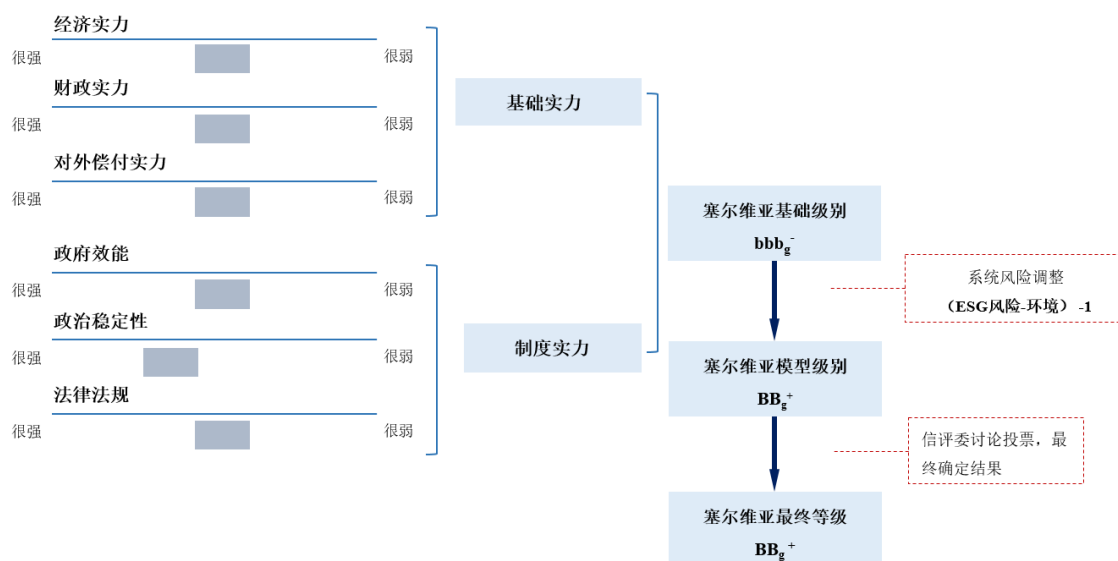 经济实力
很强
很弱
财政实力
很强
很弱
对外偿付实力
很强
很弱
基础实力
政府效能
很强
很弱
政治稳定性
很强
很弱
法律法规
很强
很弱
制度实力
塞尔维亚基础级别
bbbg-
系统风险调整
（ESG风险-环境）-1
塞尔维亚模型级别
BBg+
信评委讨论投票，最
终确定结果
塞尔维亚最终等级
BBg+